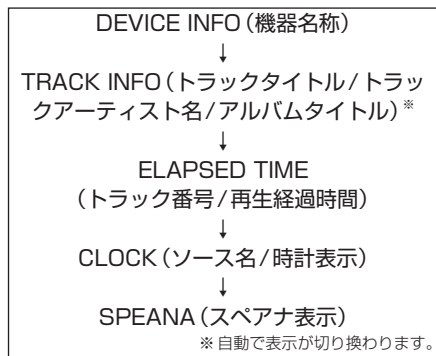 DEVICE INFO（機器名称）
↓
TRACK INFO（トラックタイトル/トラッ
クアーティスト名/アルバムタイトル）※
↓
ELAPSED TIME
（トラック番号/再生経過時間）
↓
CLOCK（ソース名/時計表示）
↓
SPEANA（スペアナ表示）
※自動で表示が切り換わります。